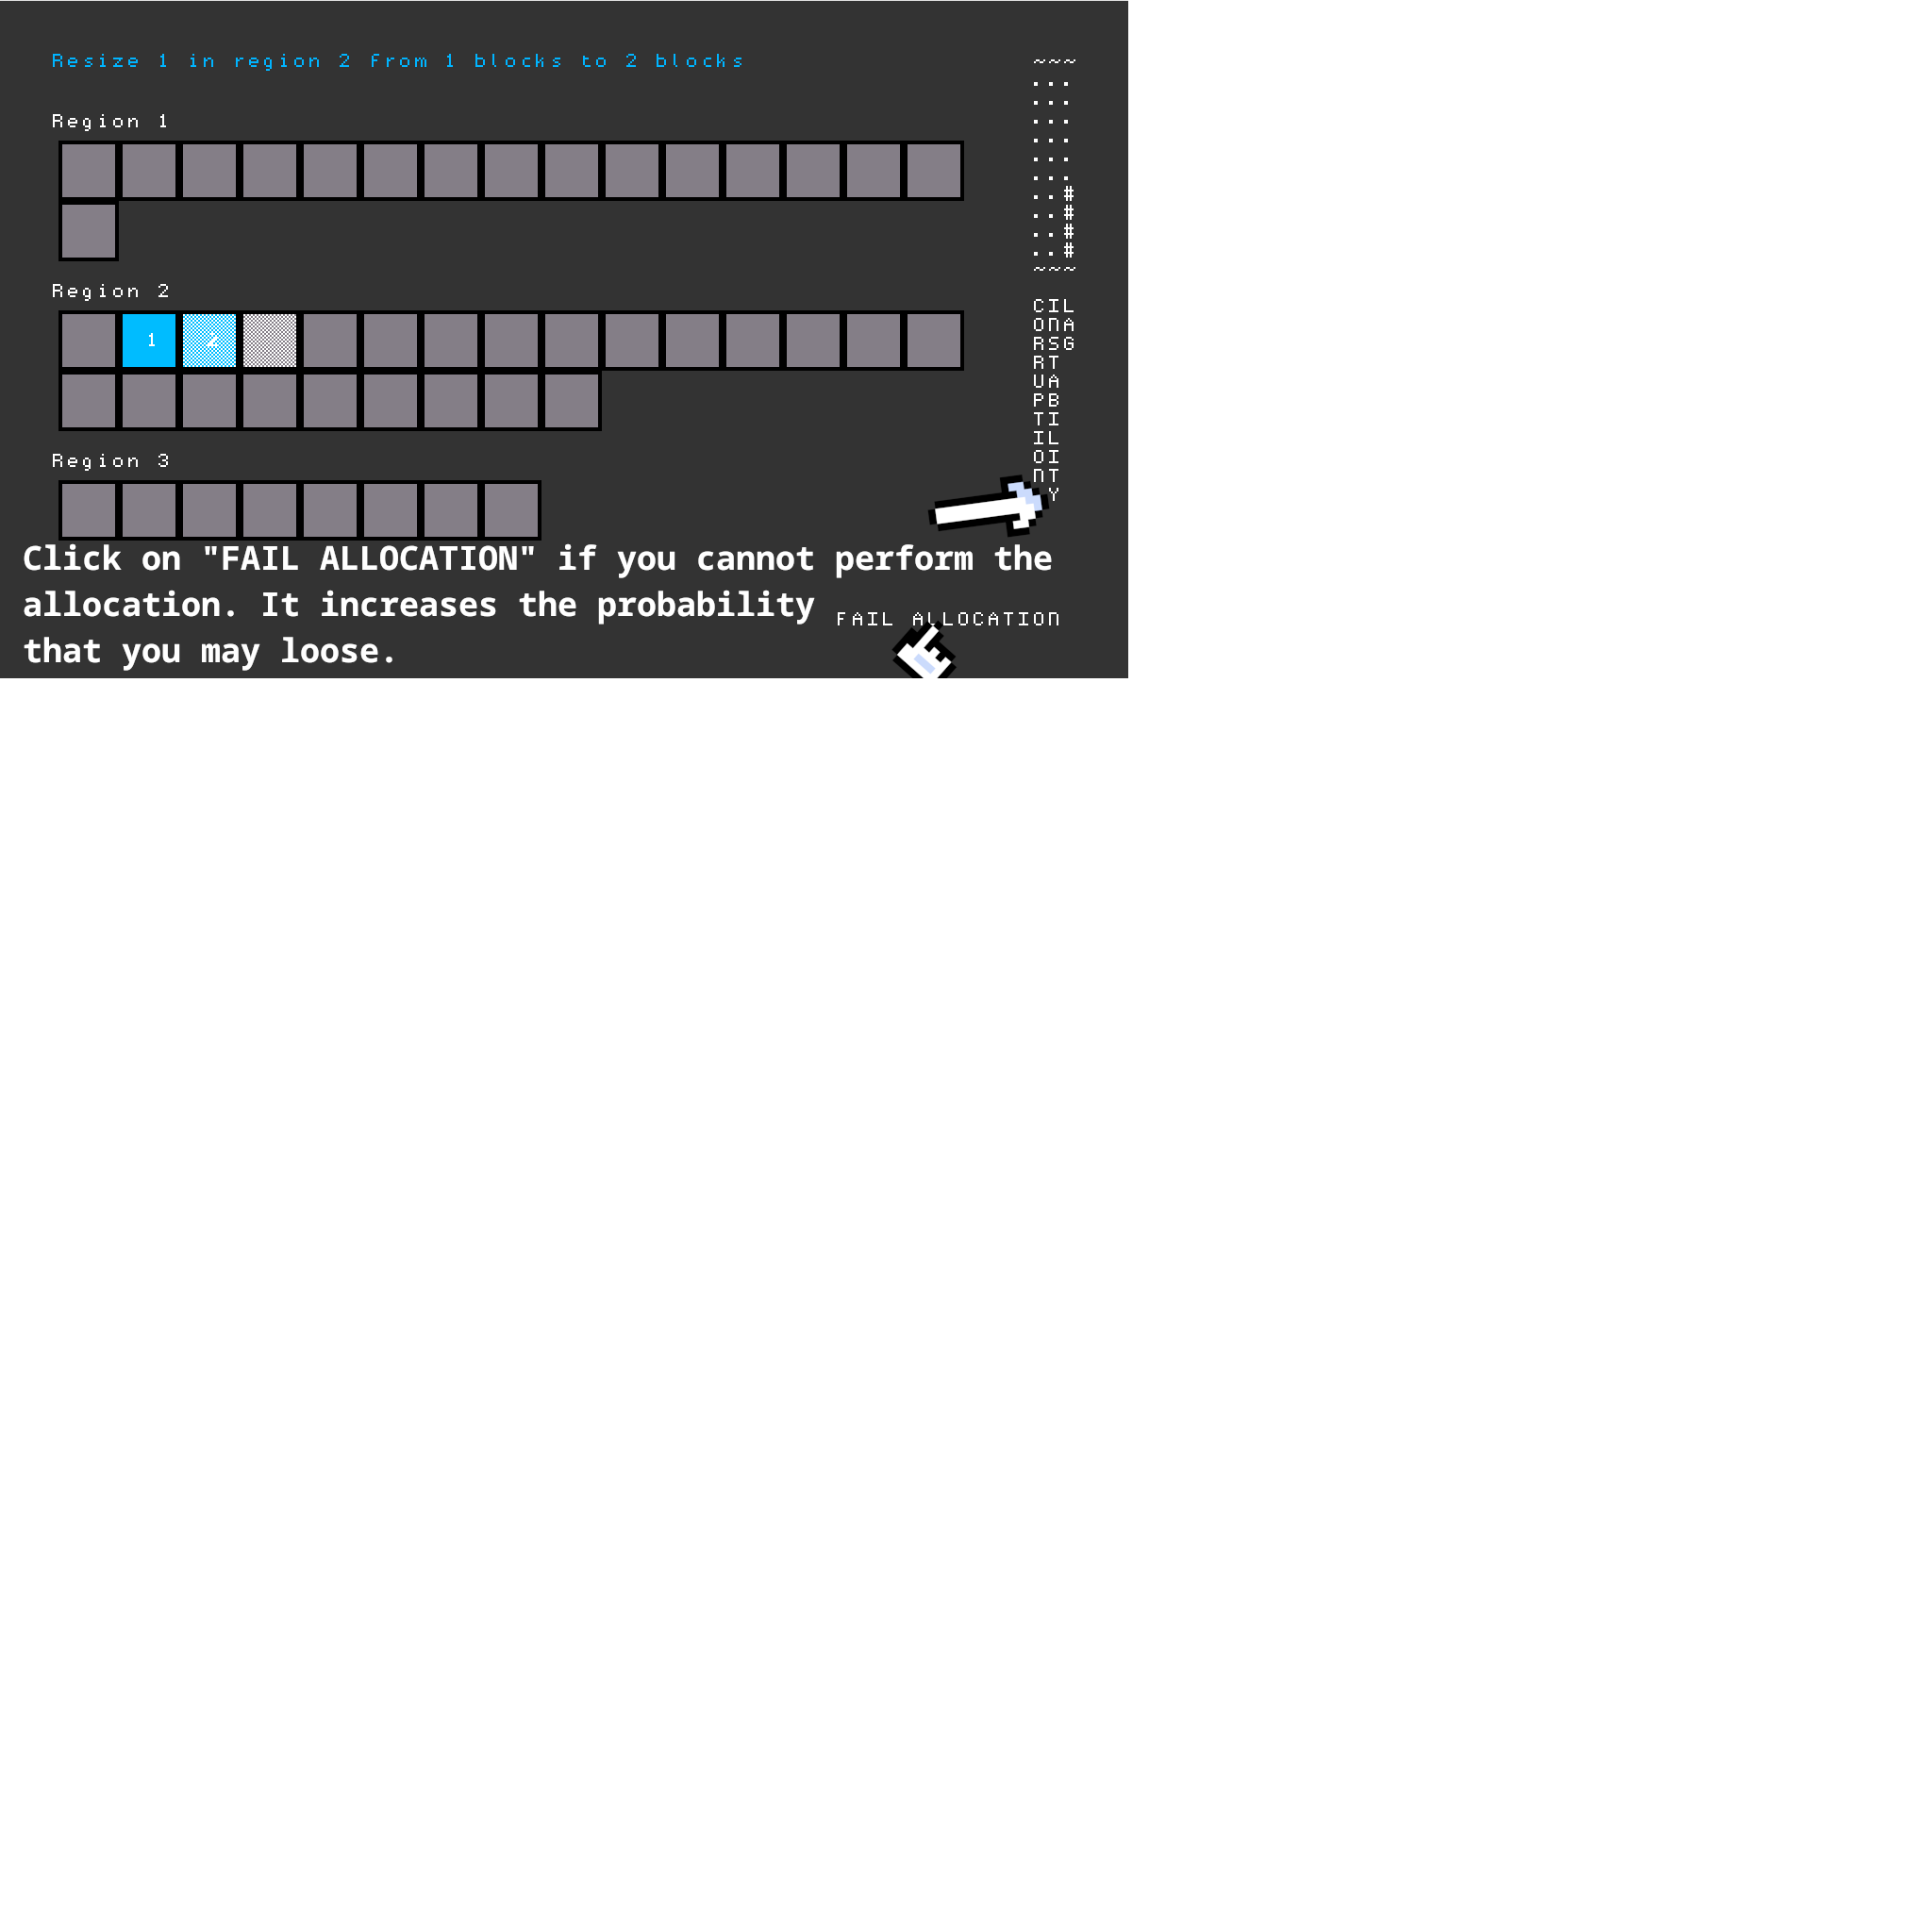 Resize 1 in region 2 From 1 blocks to 2 blocks
Region 1
Region 2
1 2
Region 3
~~~
...
...
...
...
...
...
..#
..#
..#
..#
~~~
CIL
ONA
RSG
RT
UA
PB
TI
IL
OI
NT
Y
Click on "FAIL ALLOCATION" if you cannot perform the
allocation. It increases the probability
that you may loose.
FAIL ALLOCATION